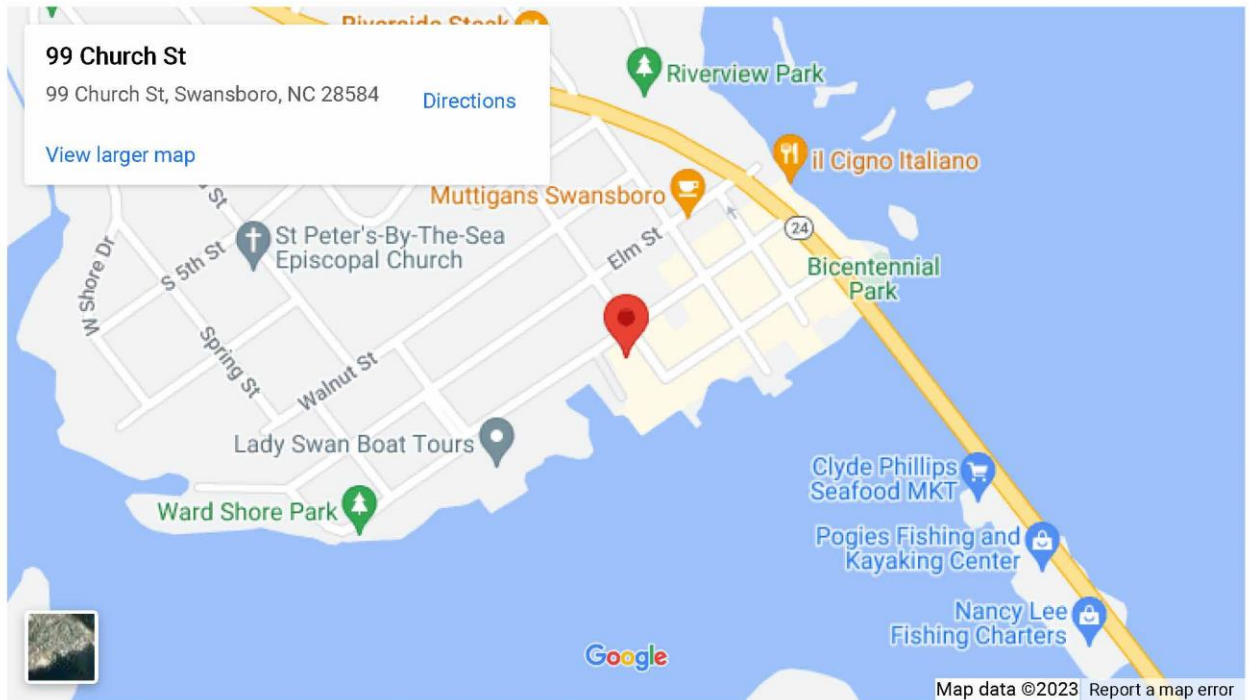 Riverside Steak
99 Church St
99 Church St, Swansboro, NC 28584
Directions
View larger map
Riverview Park
il Cigno Italiano
Muttigans Swansboro
St
St Peter's-By-The-Sea
Episcopal Church
S 5th St
W Shore Dr
Elm St
24
Bicentennial
Park
Spring St
Walnut St
Lady Swan Boat Tours
Ward Shore Park
Clyde Phillips
Seafood MKT
Pogies Fishing and
Kayaking Center
Nancy Lee
Fishing Charters
Google
Map data ©2023
Report a map error